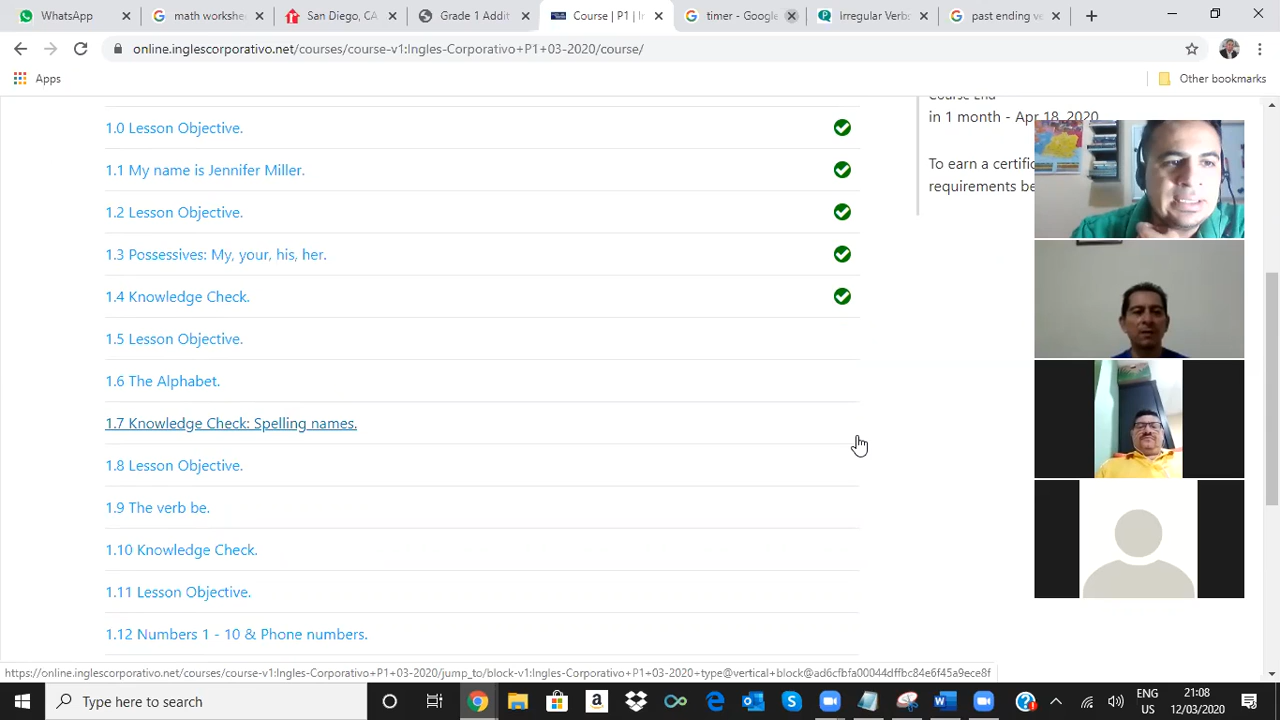 WhatsApp
math workshee
San Diego, CA
Grade 1 Addit
Course | P1 | I
timer - Google
Irregular Verbs
past ending ve
online.inglescorporativo.net/courses/course-v1:Ingles-Corporativo+P1+03-2020/course/
Apps
Other bookmarks
1.0 Lesson Objective.
1.1 My name is Jennifer Miller.
1.2 Lesson Objective.
1.3 Possessives: My, your, his, her.
1.4 Knowledge Check.
1.5 Lesson Objective.
1.6 The Alphabet.
1.7 Knowledge Check: Spelling names.
1.8 Lesson Objective.
1.9 The verb be.
1.10 Knowledge Check.
1.11 Lesson Objective.
1.12 Numbers 1 - 10 & Phone numbers.
Course End
in 1 month - Apr 18, 2020
To earn a certific
requirements be
https://online.inglescorporativo.net/courses/course-v1:Ingles-Corporativo+P1+03-2020/jump_to/block-v1:Ingles-Corporativo+P1+03-2020+type@vertical+block@ad6cfbfa00044dffbc84e6f45a9ece8f
Type here to search
ENG
IN
21:08
12/03/2020